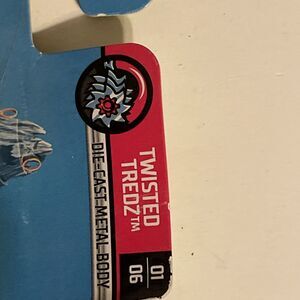 TWISTED
TREDZ™
01
06
DIE-CAST METAL BODY